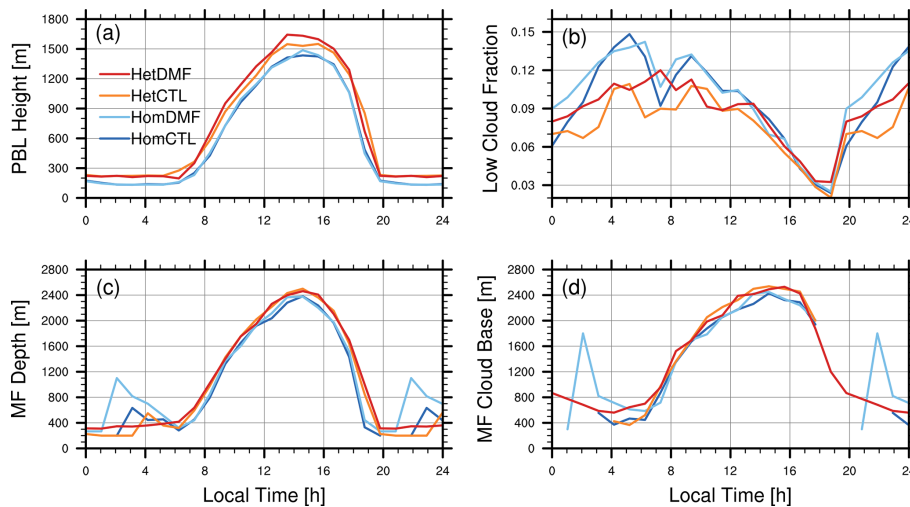 (a)
PBL Height [m]
1800
1500
1200
900
600
300
0
HetDMF
HetCTL
HomDMF
HomCTL
0 4 8 12 16 20 24
(b)
Low Cloud Fraction
0.15
0.12
0.09
0.06
0.03
0 4 8 12 16 20 24
(c)
MF Depth [m]
2800
2400
2000
1600
1200
800
400
0
0 4 8 12 16 20 24
Local Time [h]
(d)
MF Cloud Base [m]
2800
2400
2000
1600
1200
800
400
0
0 4 8 12 16 20 24
Local Time [h]